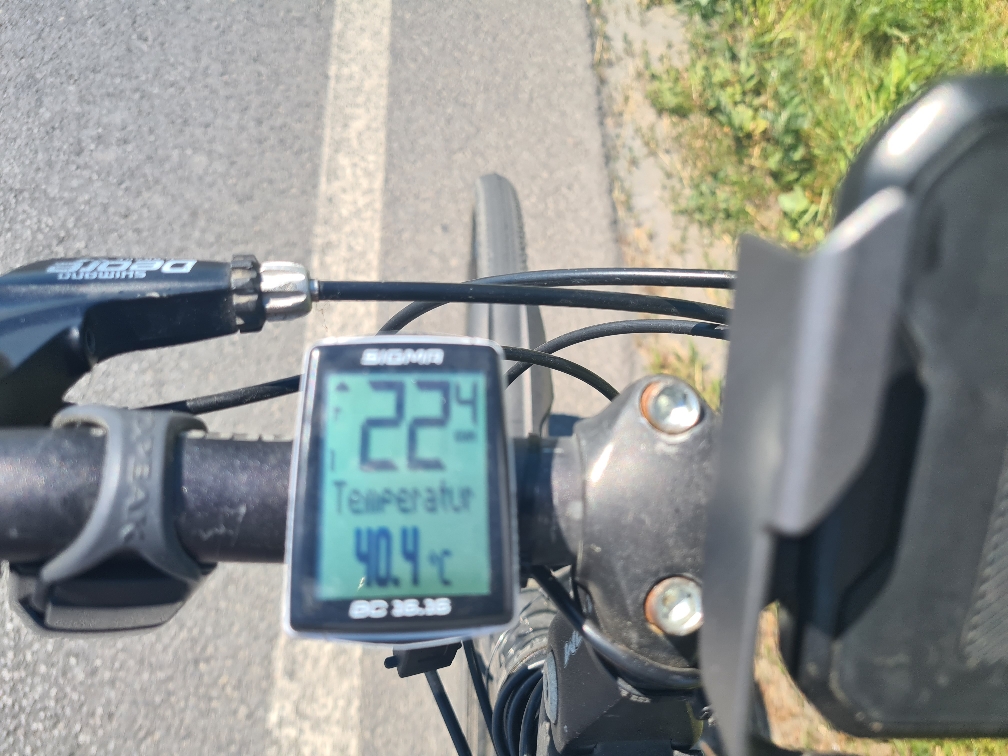 SHIMANO
Deore
SIGMA
22.4
Temperatur
40.4 °C
BC 16.16